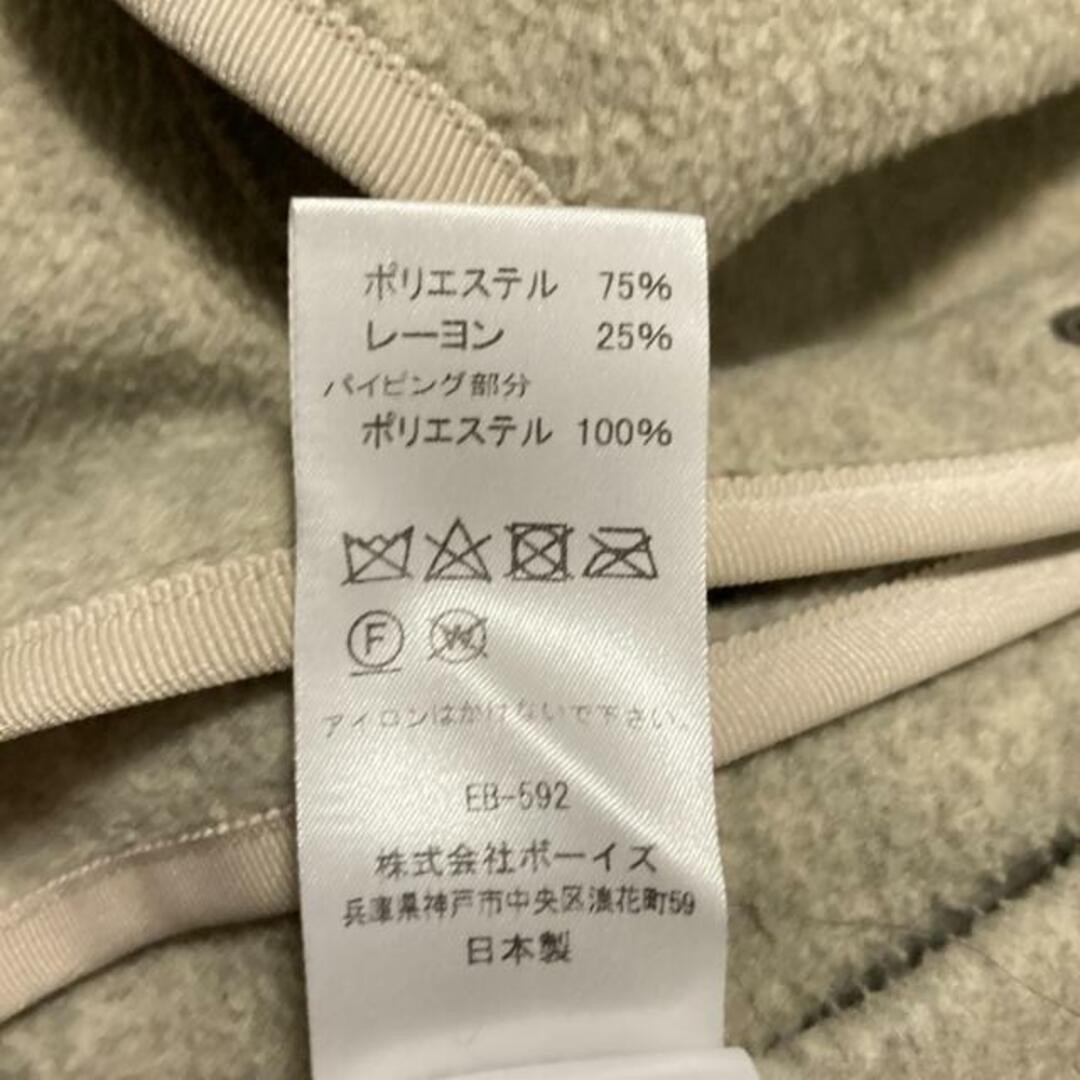 ポリエステル 75%
レーヨン 25%
パイピング部分
ポリエステル 100%
F
W
アイロンはかけないで下さい。
EB-592
株式会社ボーイズ
兵庫県神戸市中央区浪花町59
日本製